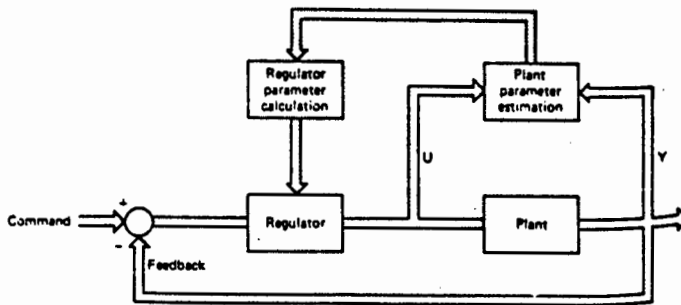 Regulator
parameter
calculation
Plant
parameter
estimation
U
Y
+
Command
Regulator
Plant
-
Feedback